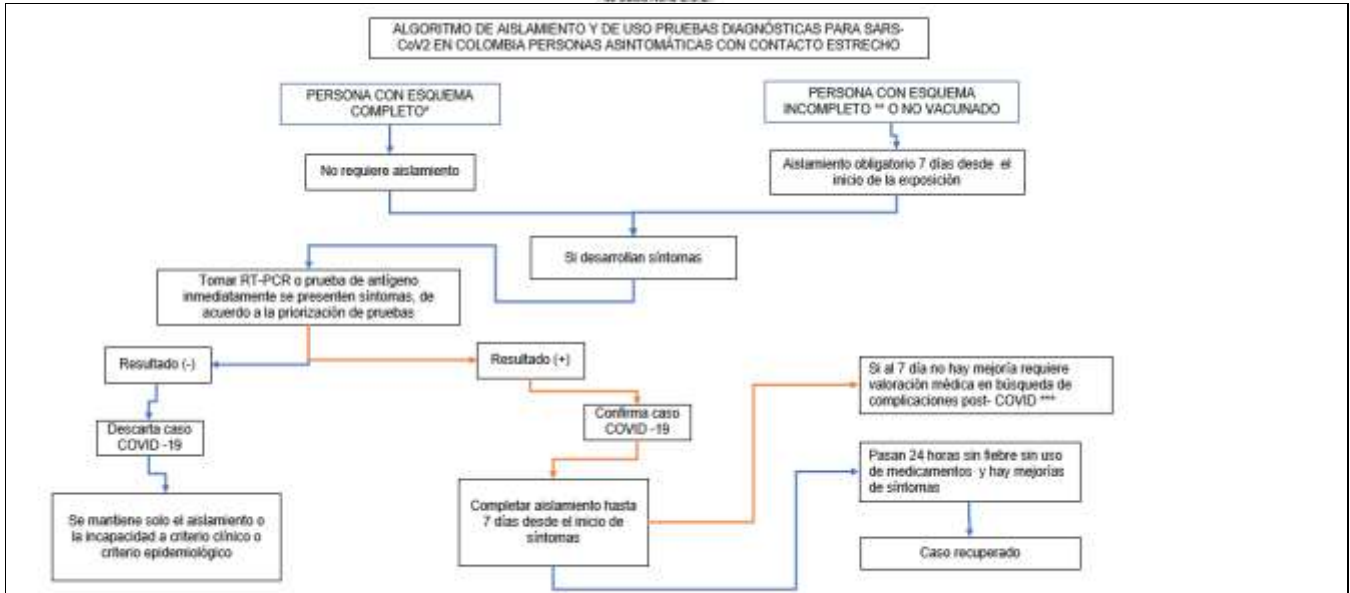 ALGORITMO DE AISLAMIENTO Y DE USO PRUEBAS DIAGNÓSTICAS PARA SARS-
CoV2 EN COLOMBIA PERSONAS ASINTOMÁTICAS CON CONTACTO ESTRECHO
PERSONA CON ESQUEMA
COMPLETO*
PERSONA CON ESQUEMA
INCOMPLETO ** O NO VACUNADO
No requiere aislamiento
Aislamiento obligatorio 7 días desde el
inicio de la exposición
Si desarrollan síntomas
Tomar RT-PCR o prueba de antígeno
inmediatamente se presenten síntomas, de
acuerdo a la priorización de pruebas
Resultado (-)
Resultado (+)
Descarta caso
COVID -19
Confirma caso
COVID -19
Se mantiene solo el aislamiento o
la incapacidad a criterio clínico o
criterio epidemiológico
Completar aislamiento hasta
7 días desde el inicio de
síntomas
Si al 7 día no hay mejoría requiere
valoración médica en búsqueda de
complicaciones post- COVID ***
Pasan 24 horas sin fiebre sin uso
de medicamentos y hay mejorías
de síntomas
Caso recuperado